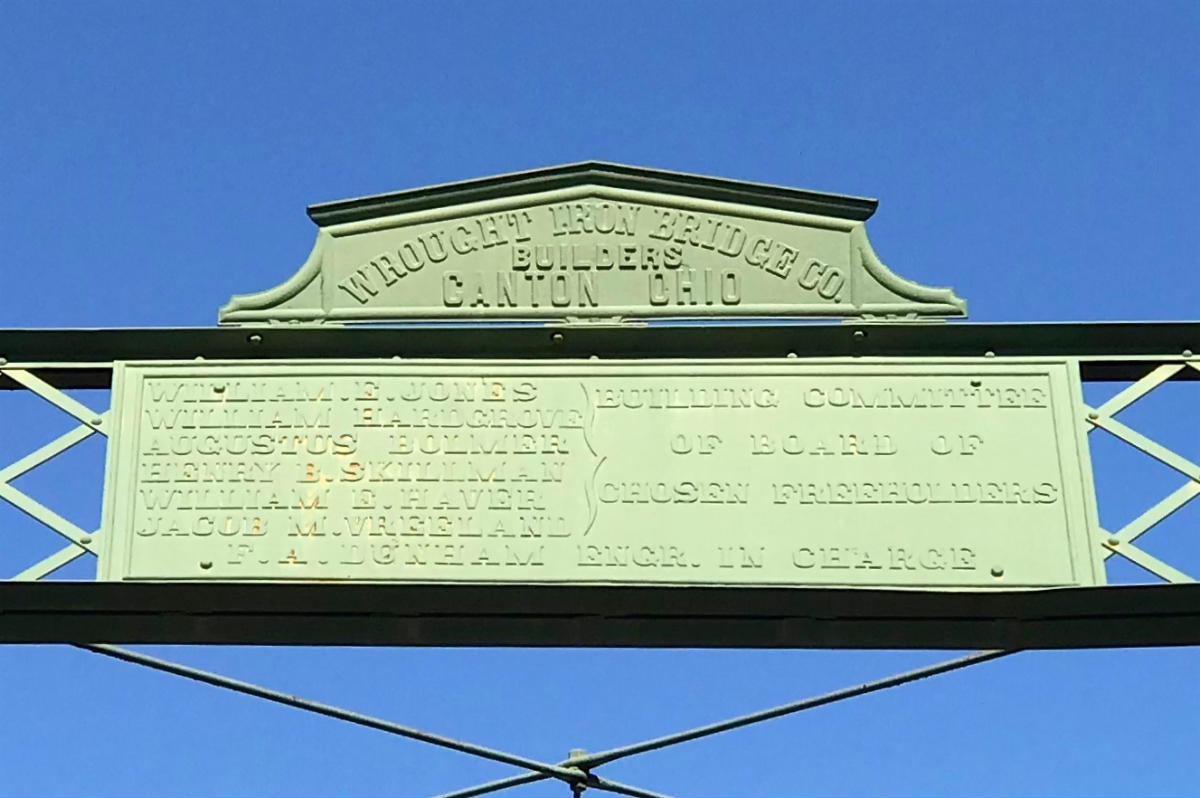 WROUGHT IRON BRIDGE CO.
BUILDERS
CANTON OHIO
WILLIAM.E.JONES
WILLIAM HARDGROVE
AUGUSTUS BOLMER
HENRY B.SKILLMAN
WILLIAM E.HAVER
JACOB M.VREELAND
BUILDING COMMITTEE
OF BOARD OF
CHOSEN FREEHOLDERS
F.A.DUNHAM ENGR. IN CHARGE